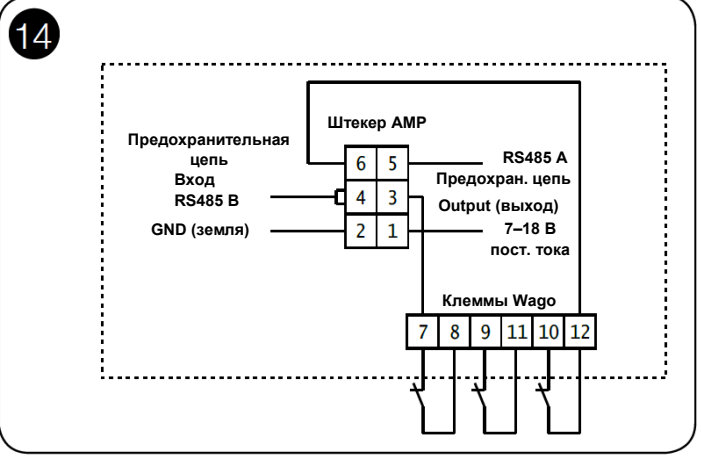 14
Штекер AMP
Предохранительная
цепь
Вход
RS485 B
GND (земля)
6 5
4 3
2 1
RS485 A
Предохран. цепь
Output (выход)
7–18 В
пост. тока
Клеммы Wago
7 8 9 11 10 12